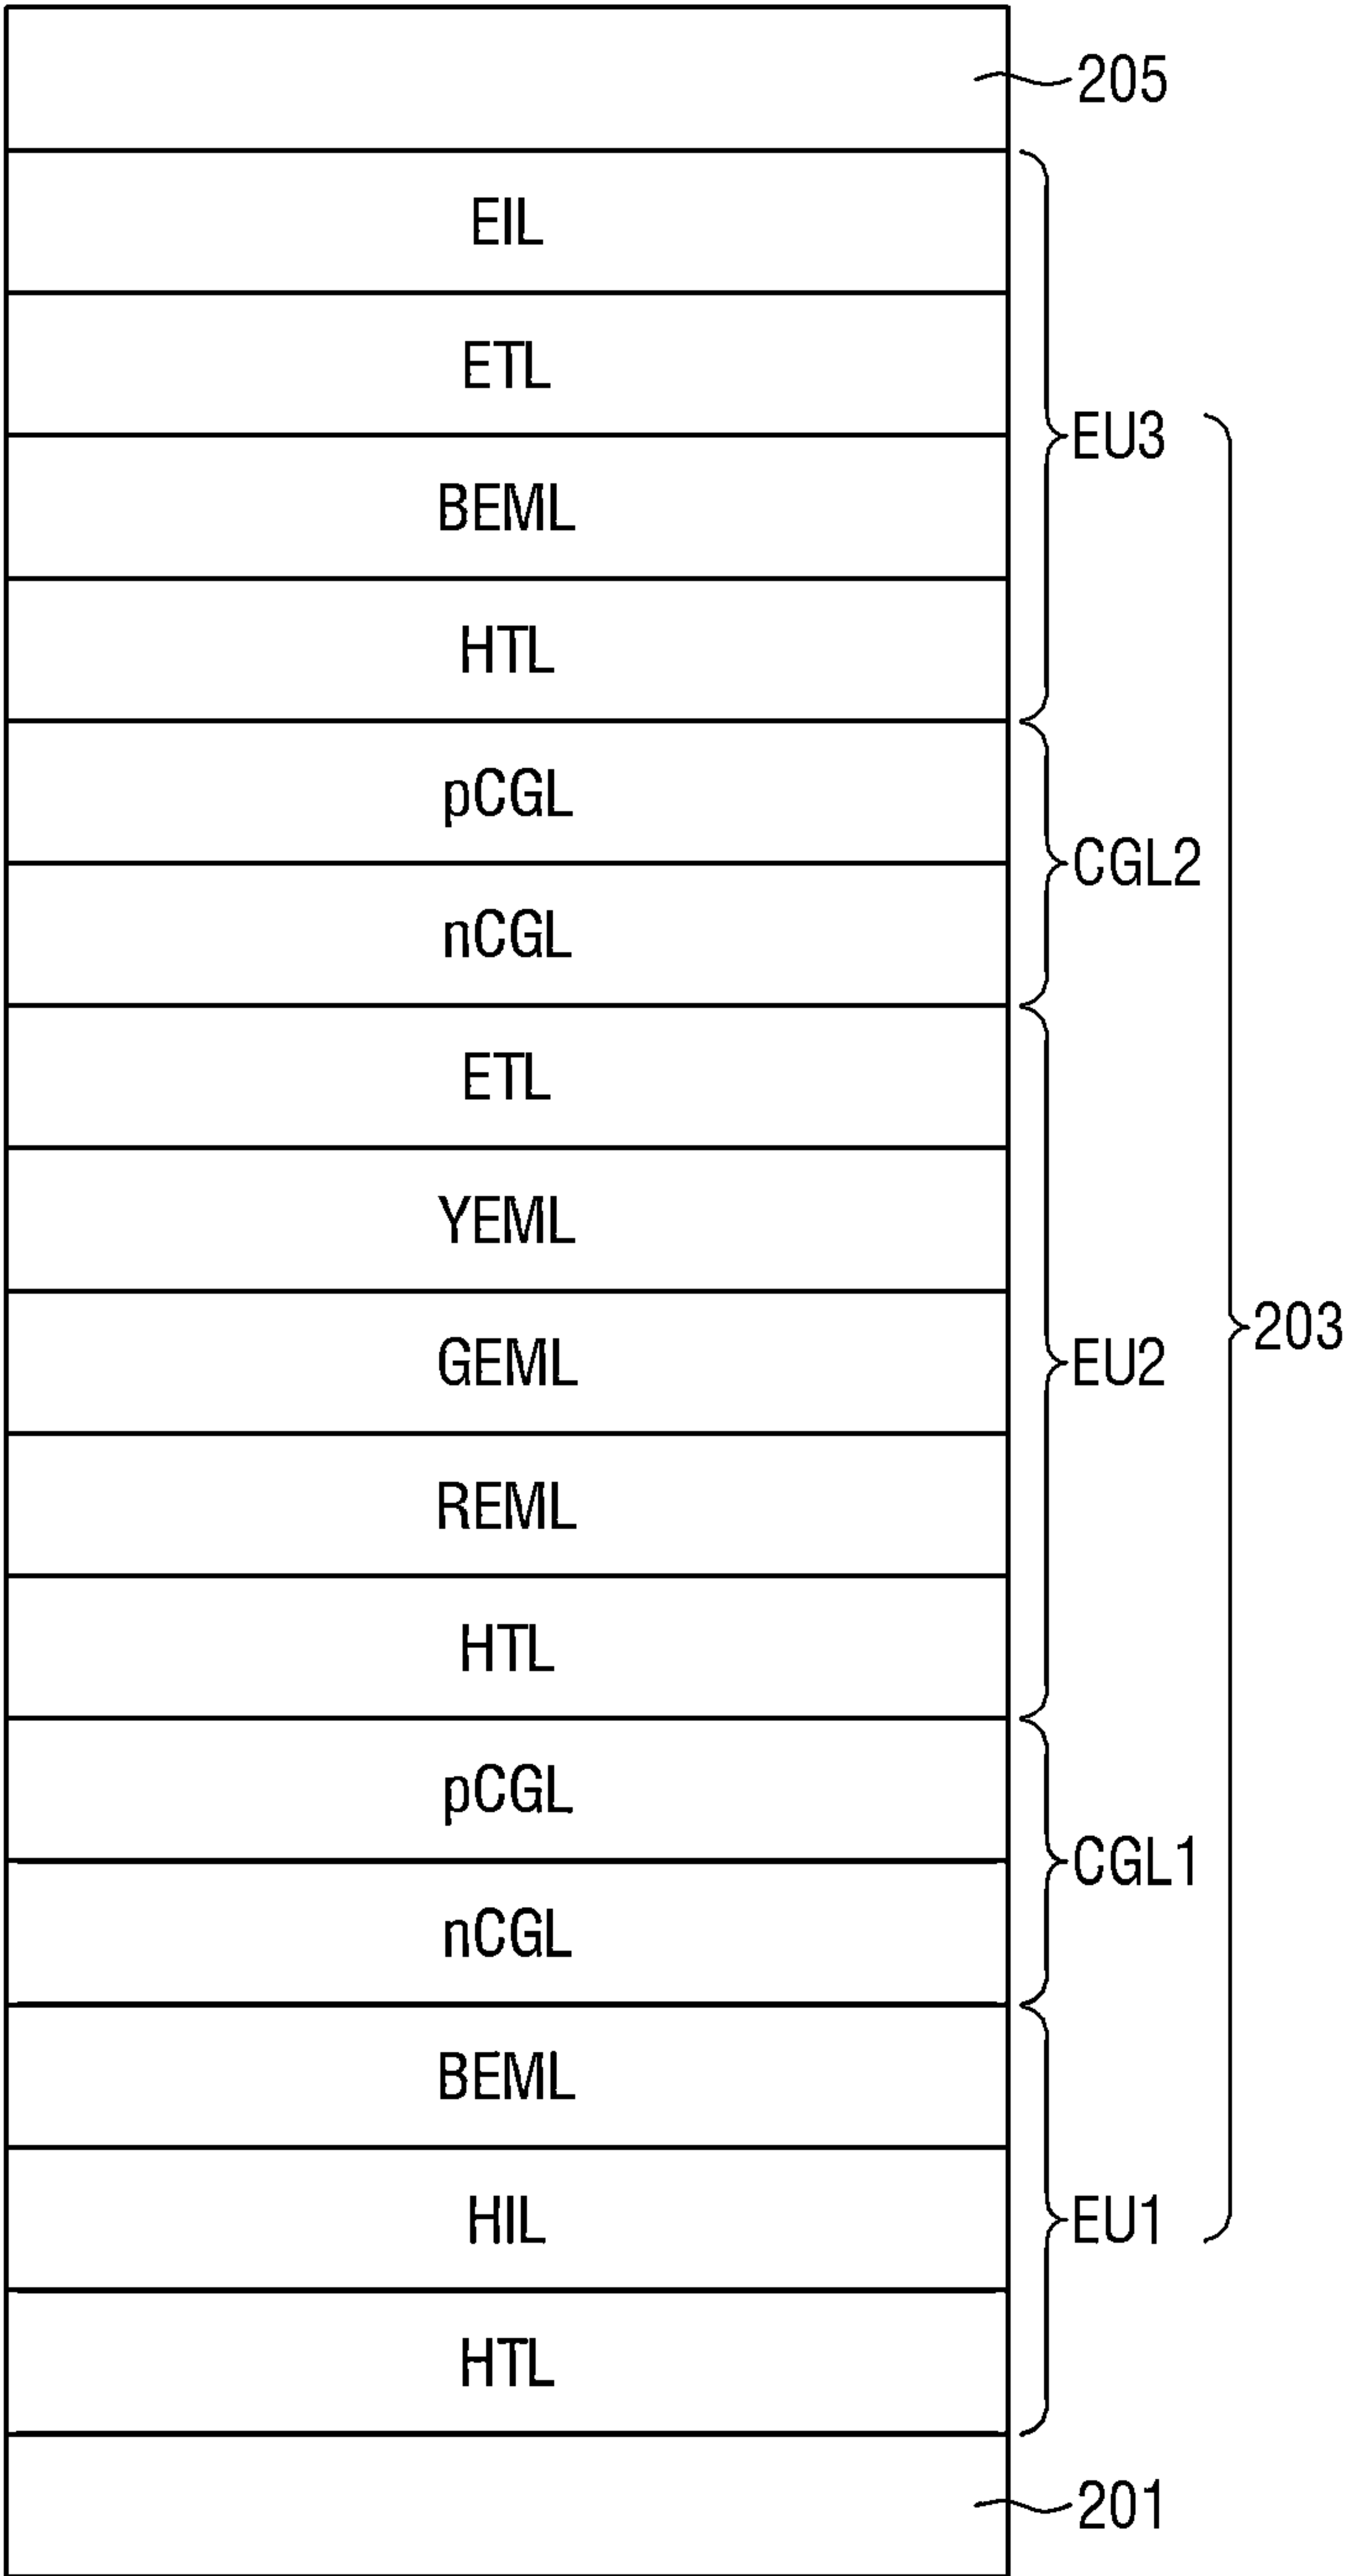 205
EIL
ETL
EU3
BEML
HTL
pCGL
CGL2
nCGL
ETL
YEML
203
GEML
EU2
REML
HTL
pCGL
CGL1
nCGL
BEML
HIL
EU1
HTL
201